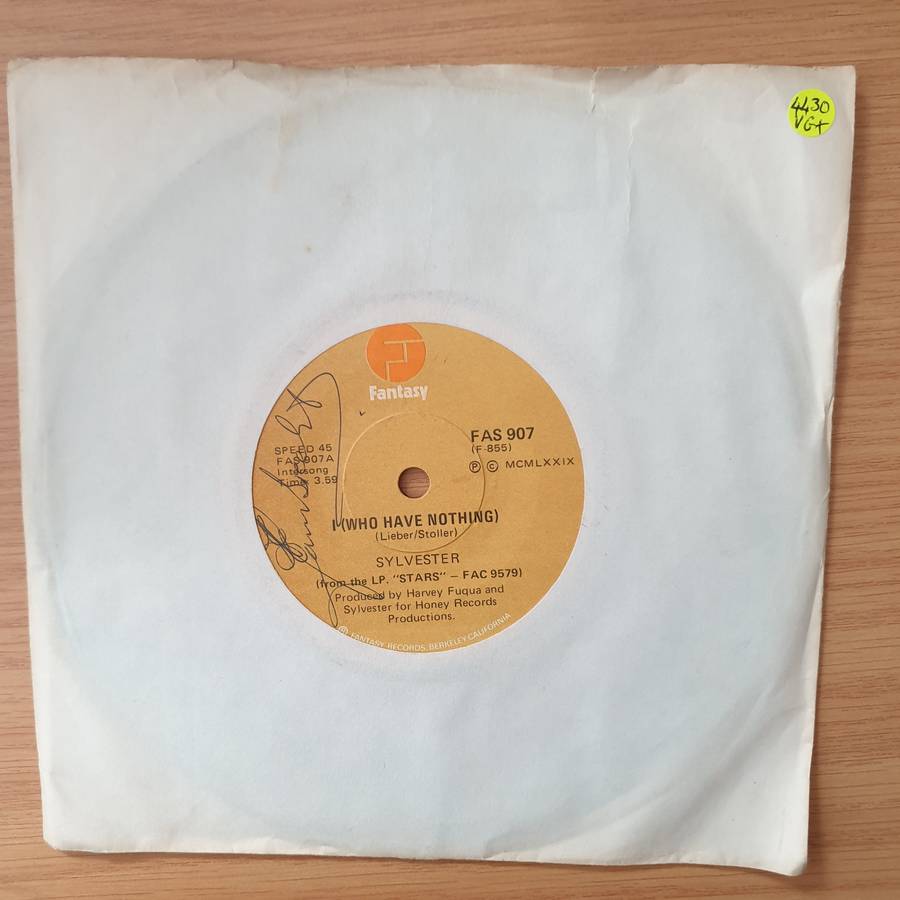 4430
VG+
Fantasy
SPEED 45
FAS 907A
Intersong
Time: 3.59
FAS 907
(F-855)
Ⓟ © MCMLXXIX
I (WHO HAVE NOTHING)
(Lieber/Stoller)
SYLVESTER
(from the LP. "STARS" – FAC 9579)
Produced by Harvey Fuqua and
Sylvester for Honey Records
Productions.
© FANTASY RECORDS, BERKELEY, CALIFORNIA